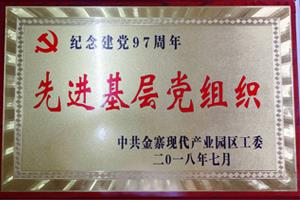 纪念建党97周年
先进基层党组织
中共金寨现代产业园区工委
二〇一八年七月